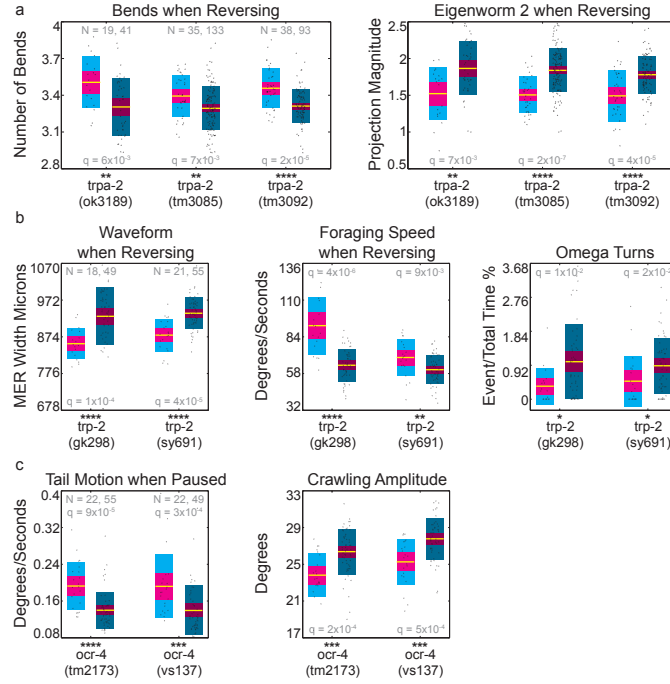 a
Bends when Reversing
Eigenworm 2 when Reversing
Number of Bends
4
3.7
3.4
3.1
2.8
N = 19, 41
N = 35, 133
N = 38, 93
q = 6x10-3
q = 7x10-3
q = 2x10-5
**
**
****
trpa-2
trpa-2
trpa-2
(ok3189)
(tm3085)
(tm3092)
Projection Magnitude
2.5
2
1.5
1
0.5
q = 7x10-3
q = 2x10-7
q = 4x10-5
**
****
****
trpa-2
trpa-2
trpa-2
(ok3189)
(tm3085)
(tm3092)
b
Waveform
when Reversing
Foraging Speed
when Reversing
Omega Turns
MER Width Microns
1070
972
874
776
678
N = 18, 49
N = 21, 55
q = 1x10-4
q = 4x10-5
****
****
trp-2
trp-2
(gk298)
(sy691)
Degrees/Seconds
136
110
84
58
32
q = 4x10-6
q = 9x10-3
****
**
trp-2
trp-2
(gk298)
(sy691)
Event/Total Time %
3.68
2.76
1.84
0.92
0
q = 1x10-2
q = 2x10-2
*
*
trp-2
trp-2
(gk298)
(sy691)
c
Tail Motion when Paused
Crawling Amplitude
Degrees/Seconds
0.4
0.32
0.24
0.16
0.08
N = 22, 55
N = 22, 49
q = 9x10-5
****
***
ocr-4
ocr-4
(tm2173)
(vs137)
Degrees
33
29
25
21
17
q = 2x10-4
q = 5x10-4
***
***
ocr-4
ocr-4
(tm2173)
(vs137)